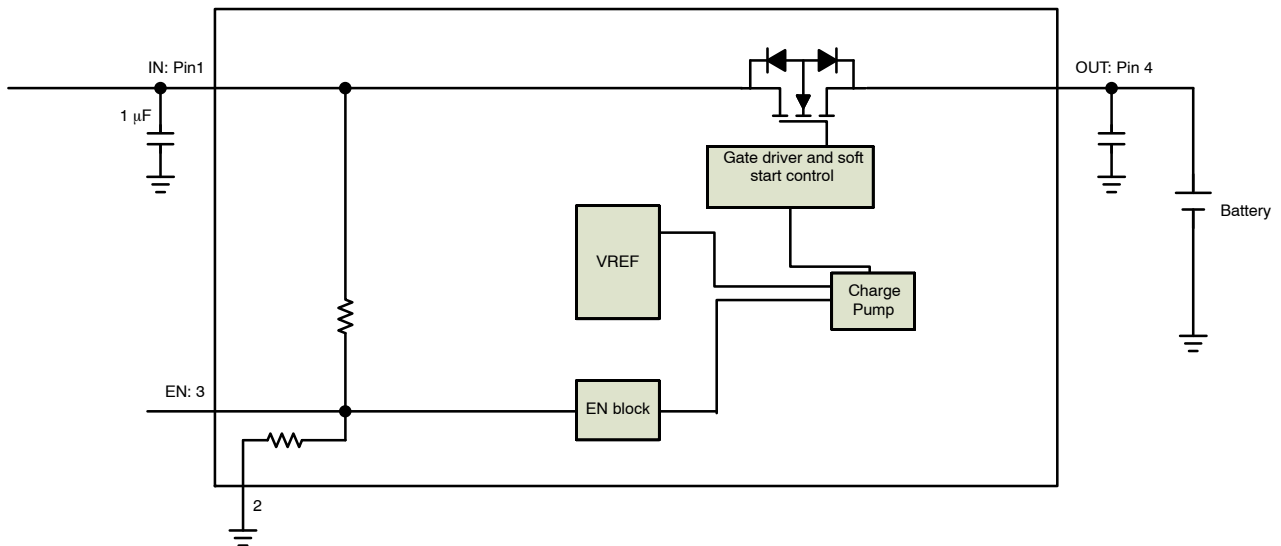 IN: Pin1
OUT: Pin 4
1 μF
Gate driver and soft
start control
Battery
VREF
Charge
Pump
EN: 3
EN block
2